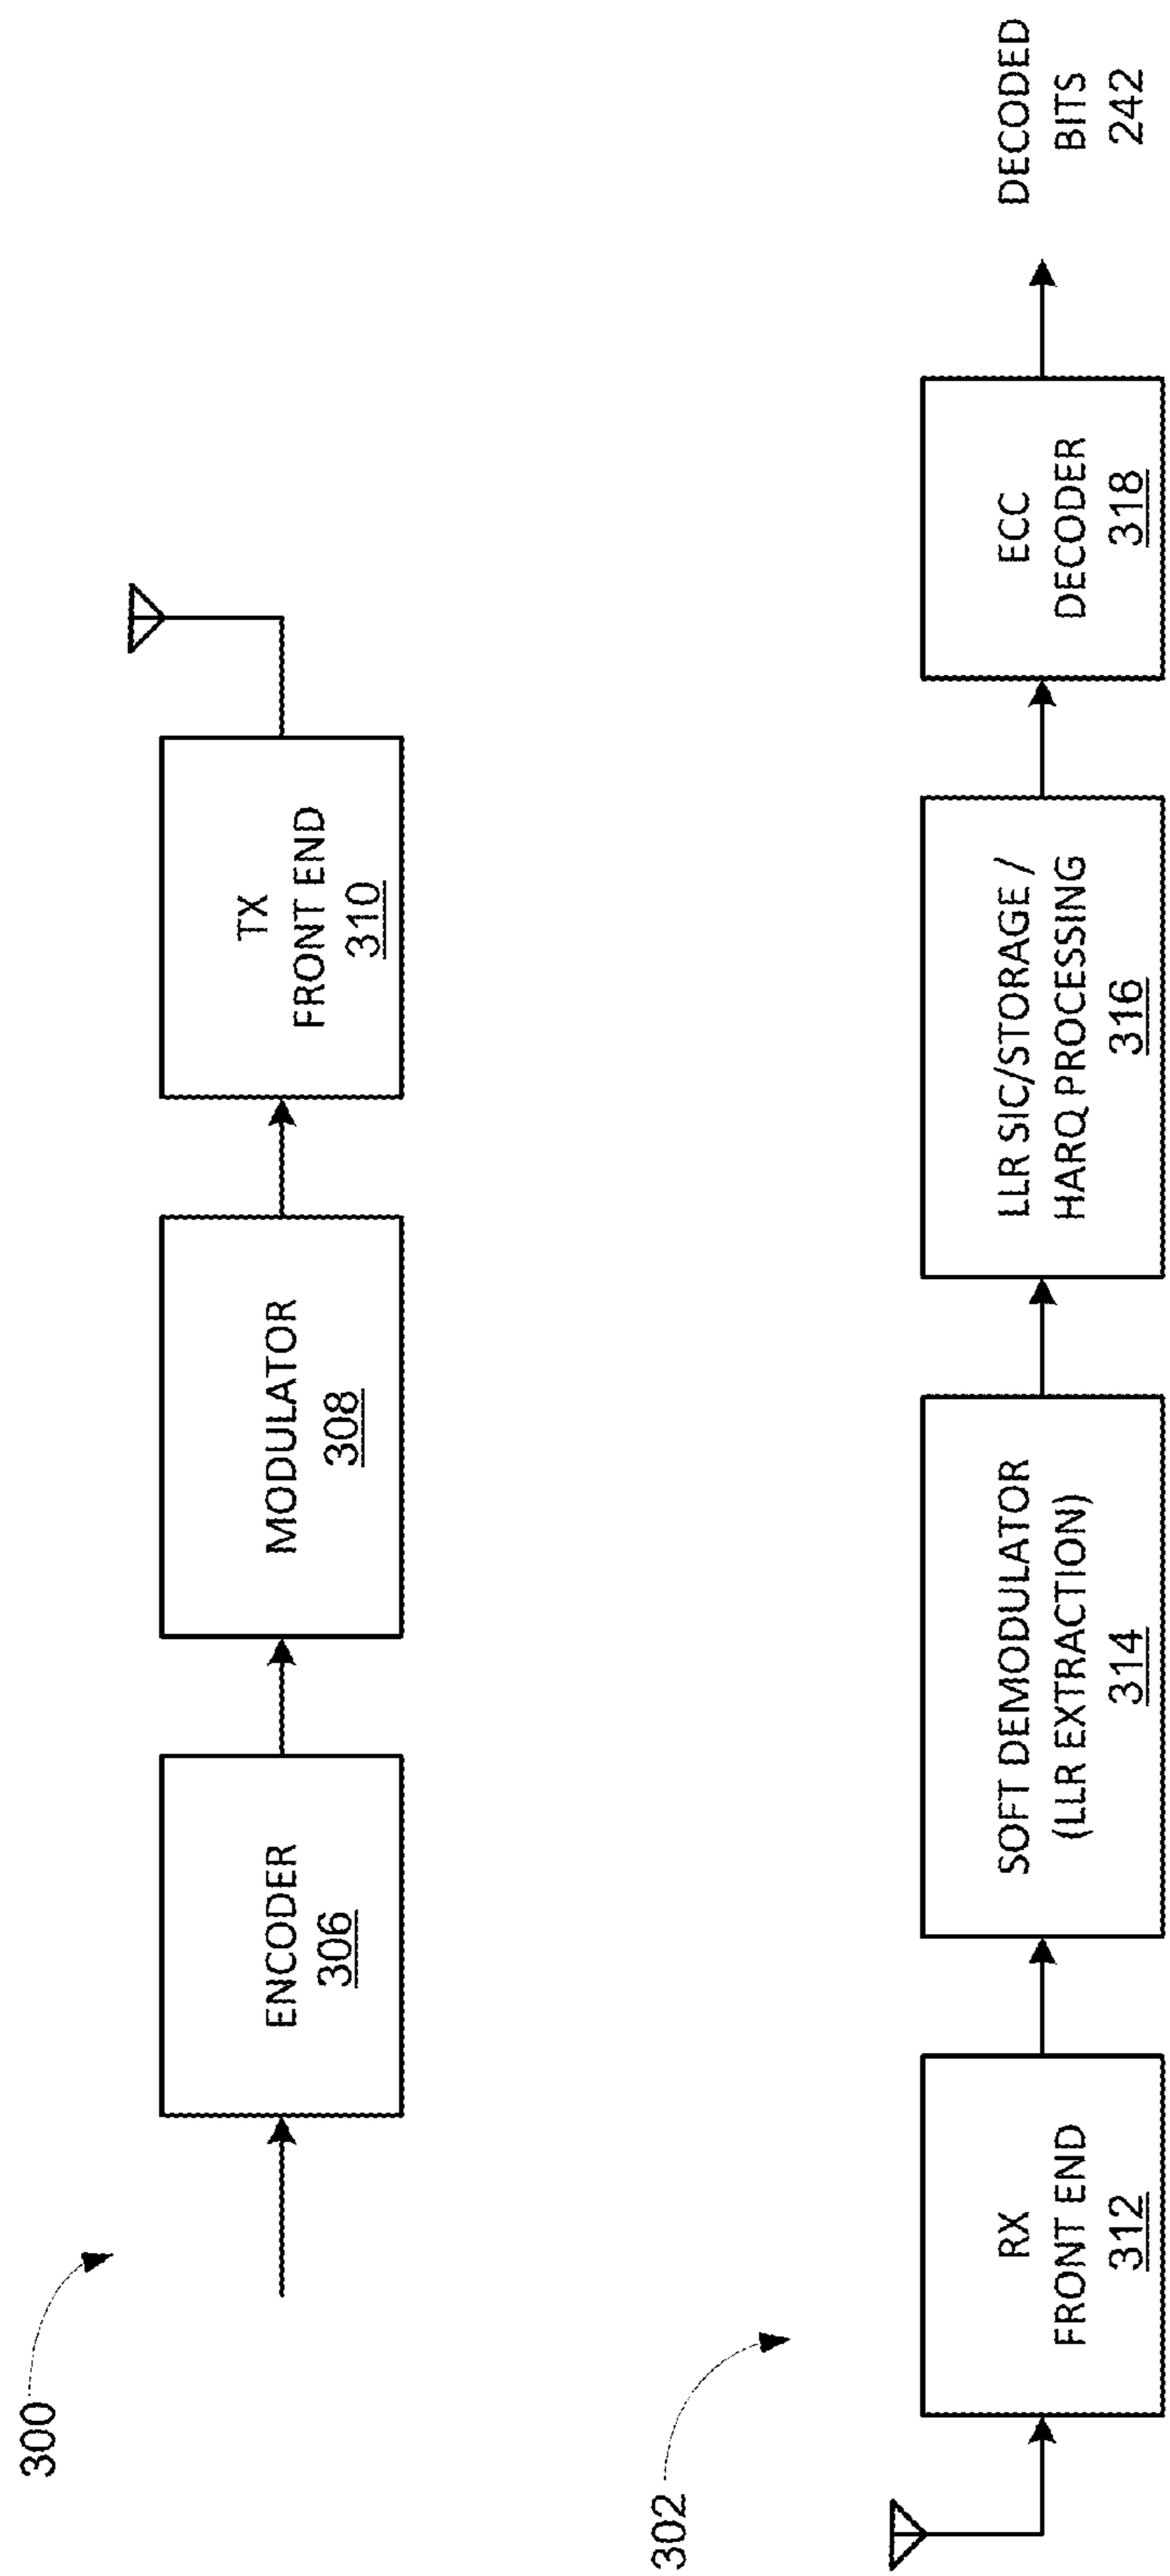 300
ENCODER
306
MODULATOR
308
TX
FRONT END
310
302
RX
FRONT END
312
SOFT DEMODULATOR
(LLR EXTRACTION)
314
LLR SIC/STORAGE /
HARQ PROCESSING
316
ECC
DECODER
318
DECODED
BITS
242